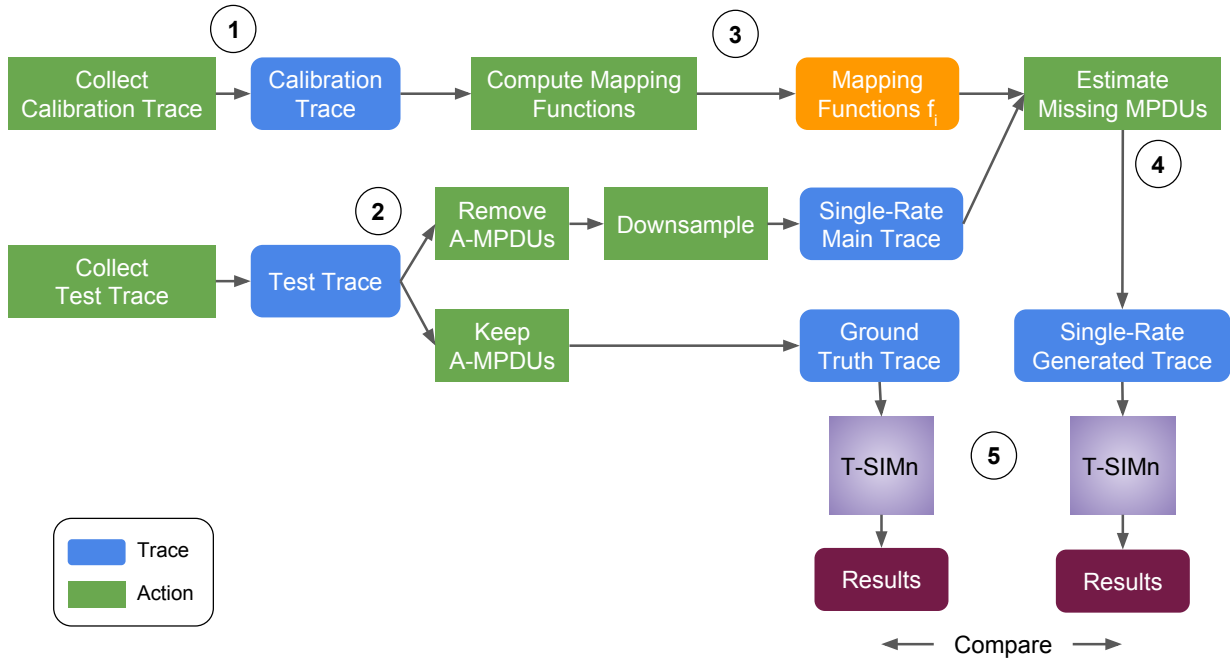 1
3
Collect
Calibration Trace
Calibration
Trace
Compute Mapping
Functions
Mapping
Functions f_i
Estimate
Missing MPDUs
4
2
Remove
A-MPDUs
Downsample
Single-Rate
Main Trace
Collect
Test Trace
Test Trace
Keep
A-MPDUs
Ground
Truth Trace
Single-Rate
Generated Trace
T-SIMn
5
T-SIMn
Trace
Action
Results
Results
Compare